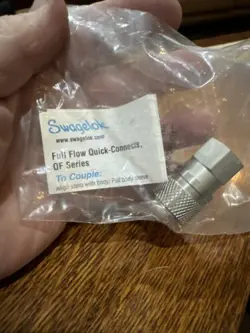 Swagelok
www.swagelok.com
Full Flow Quick-Connects,
QF Series
To Couple: